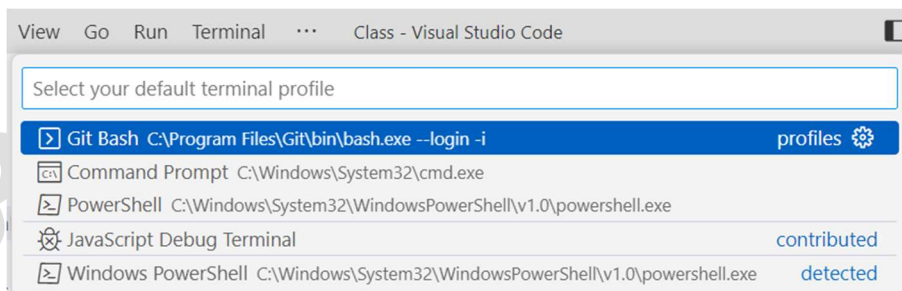 View Go Run Terminal ··· Class - Visual Studio Code
Select your default terminal profile
Git Bash C:\Program Files\Git\bin\bash.exe --login -i profiles
Command Prompt C:\Windows\System32\cmd.exe
PowerShell C:\Windows\System32\WindowsPowerShell\v1.0\powershell.exe
JavaScript Debug Terminal contributed
Windows PowerShell C:\Windows\System32\WindowsPowerShell\v1.0\powershell.exe detected